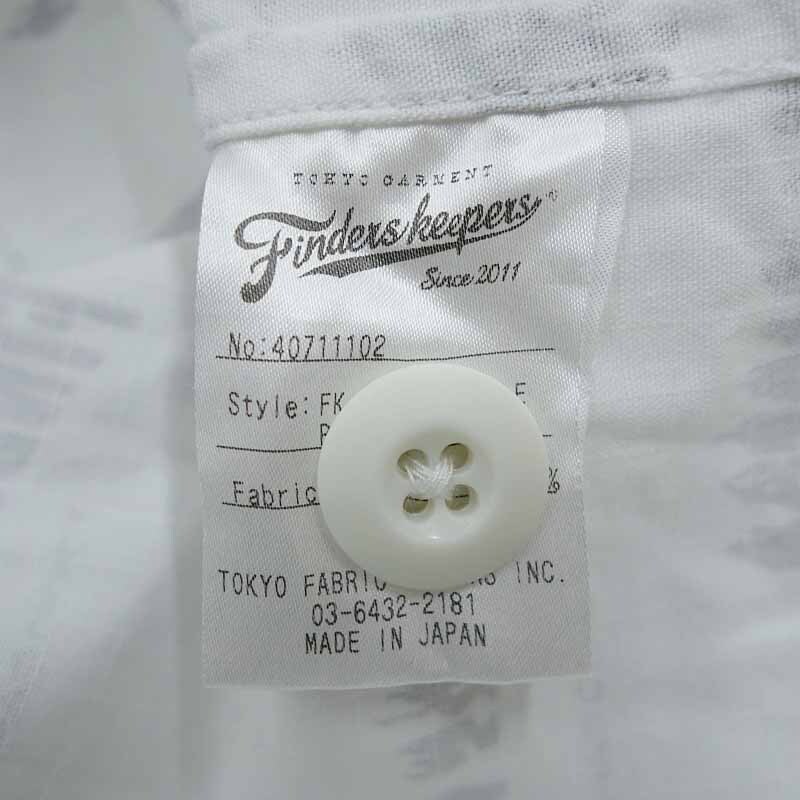 TOKYO GARMENT
Finders keepers®
Since 2011
No:40711102
Style: FK
Fabric %
TOKYO FABRIC INC.
03-6432-2181
MADE IN JAPAN